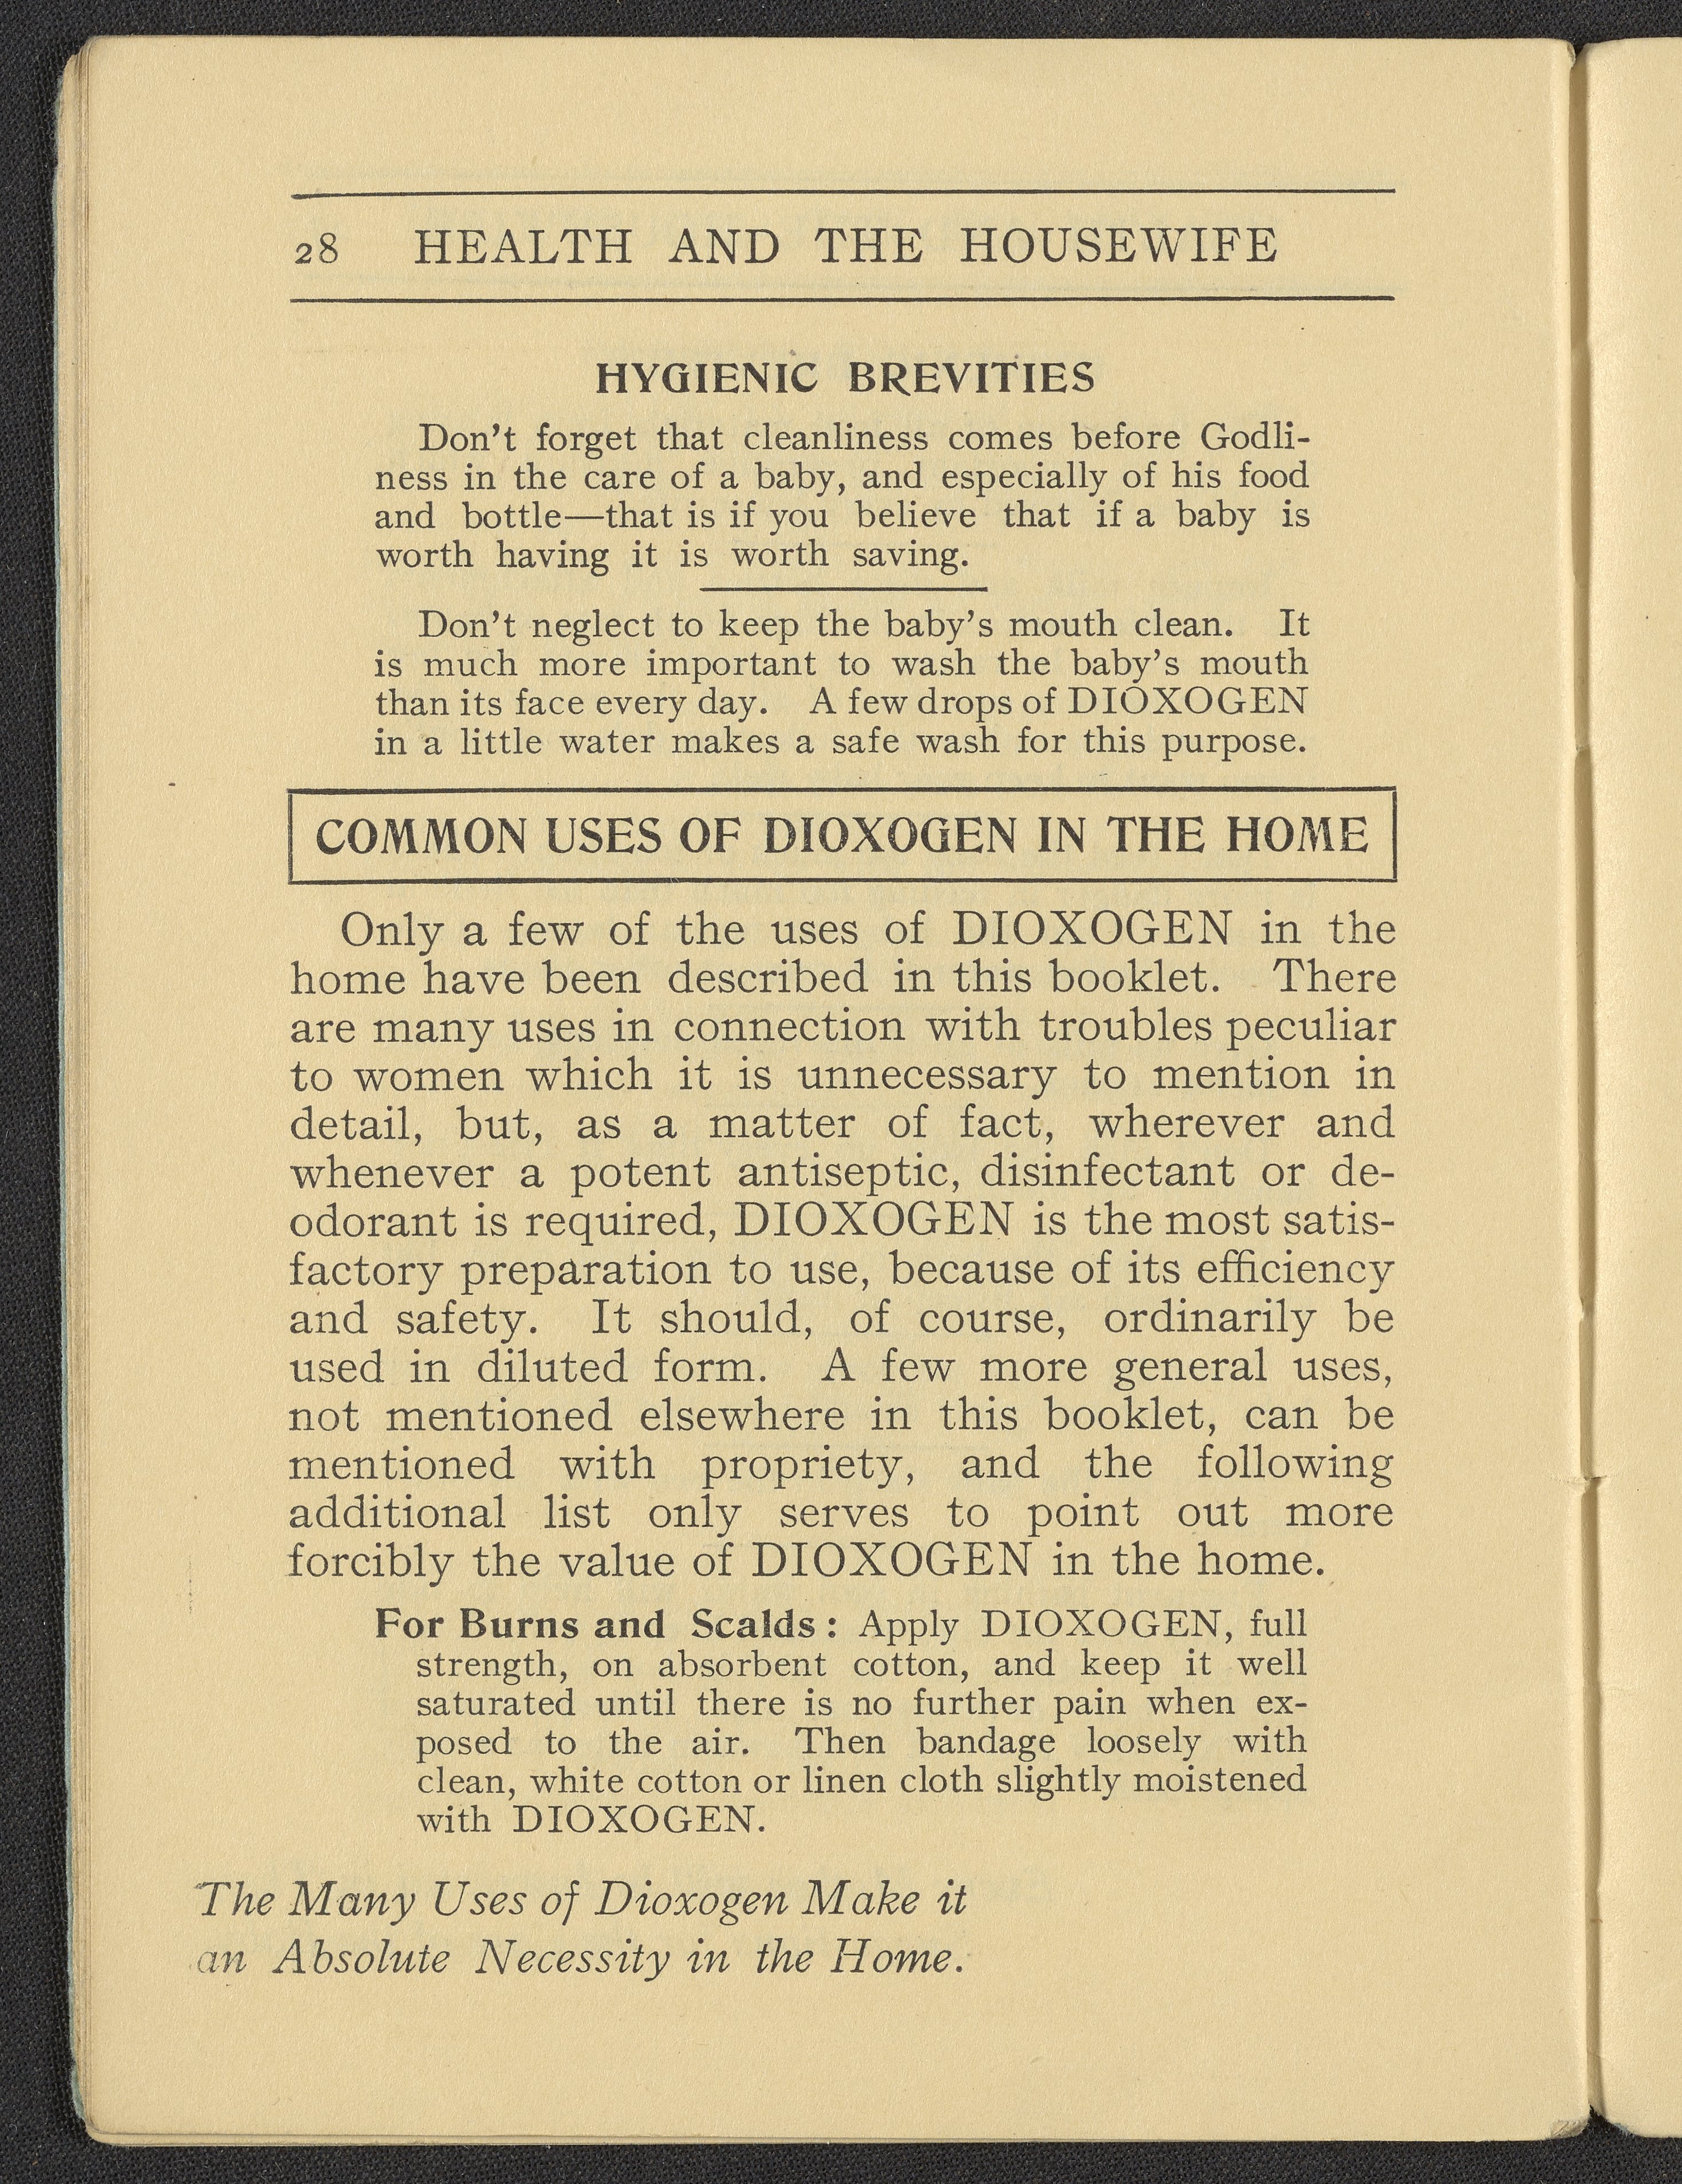 28 HEALTH AND THE HOUSEWIFE
HYGIENIC BREVITIES
Don't forget that cleanliness comes before Godli-
ness in the care of a baby, and especially of his food
and bottle—that is if you believe that if a baby is
worth having it is worth saving.
Don't neglect to keep the baby's mouth clean. It
is much more important to wash the baby's mouth
than its face every day. A few drops of DIOXOGEN
in a little water makes a safe wash for this purpose.
COMMON USES OF DIOXOGEN IN THE HOME
Only a few of the uses of DIOXOGEN in the
home have been described in this booklet. There
are many uses in connection with troubles peculiar
to women which it is unnecessary to mention in
detail, but, as a matter of fact, wherever and
whenever a potent antiseptic, disinfectant or de-
odorant is required, DIOXOGEN is the most satis-
factory preparation to use, because of its efficiency
and safety. It should, of course, ordinarily be
used in diluted form. A few more general uses,
not mentioned elsewhere in this booklet, can be
mentioned with propriety, and the following
additional list only serves to point out more
forcibly the value of DIOXOGEN in the home.
For Burns and Scalds: Apply DIOXOGEN, full
strength, on absorbent cotton, and keep it well
saturated until there is no further pain when ex-
posed to the air. Then bandage loosely with
clean, white cotton or linen cloth slightly moistened
with DIOXOGEN.
The Many Uses of Dioxogen Make it
an Absolute Necessity in the Home.